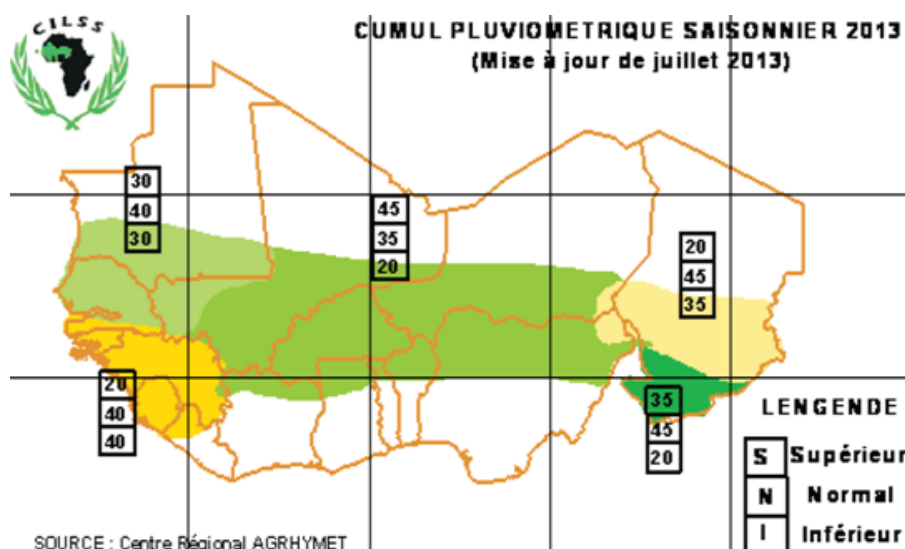 CILSS
CUMUL PLUVIOMETRIQUE SAISONNIER 2013
(Mise à jour de juillet 2013)
30
40
30
45
35
20
20
45
35
20
40
40
35
45
20
LENGENDE
S Supérieur
N Normal
I Inférieur
SOURCE : Centre Régional AGRHYMET